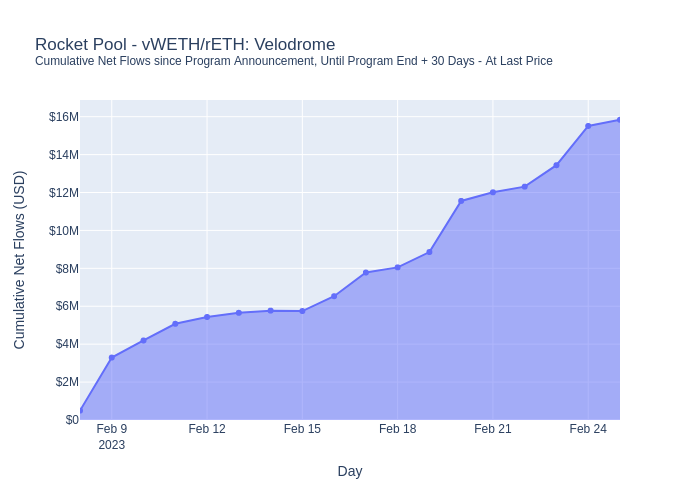 Rocket Pool - vWETH/rETH: Velodrome
Cumulative Net Flows since Program Announcement, Until Program End + 30 Days - At Last Price
Cumulative Net Flows (USD)
$16M
$14M
$12M
$10M
$8M
$6M
$4M
$2M
$0
Feb 9 Feb 12 Feb 15 Feb 18 Feb 21 Feb 24
2023
Day